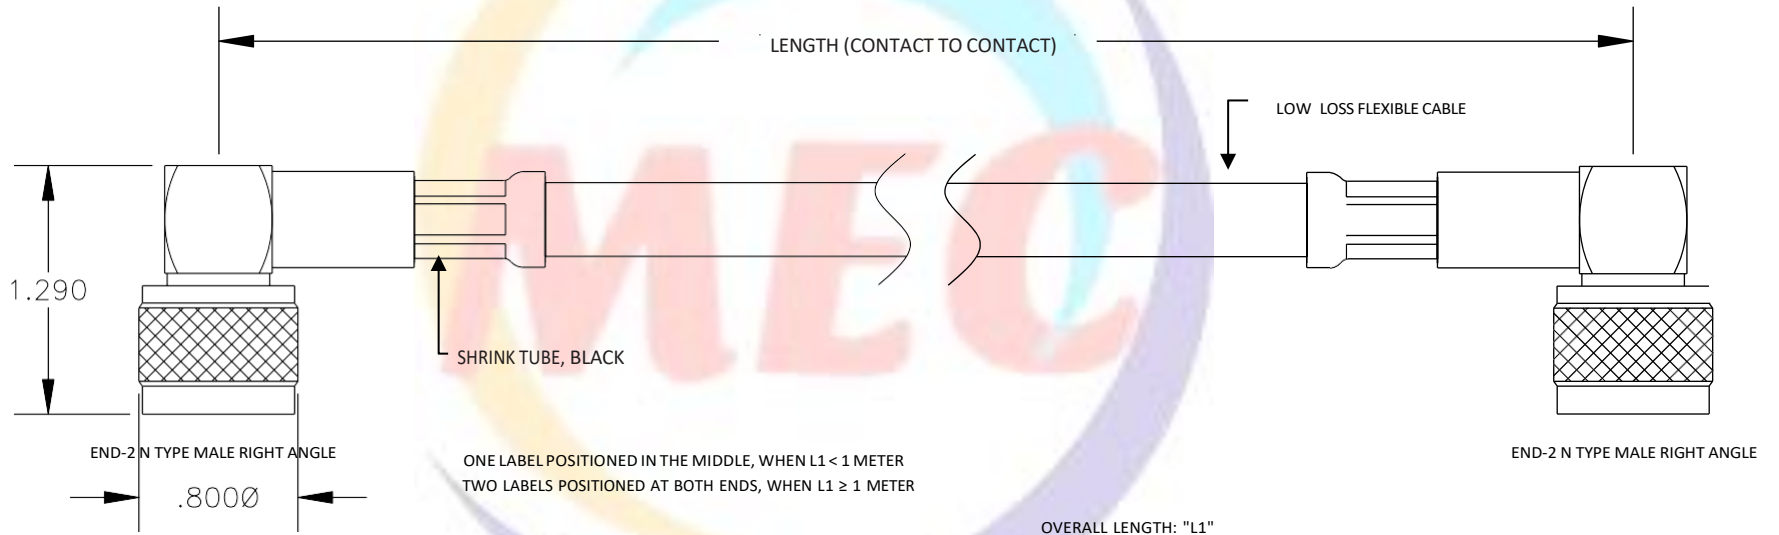 LENGTH (CONTACT TO CONTACT)
LOW LOSS FLEXIBLE CABLE
MEC
1.290
SHRINK TUBE, BLACK
END-2 N TYPE MALE RIGHT ANGLE
END-2 N TYPE MALE RIGHT ANGLE
ONE LABEL POSITIONED IN THE MIDDLE, WHEN L1 < 1 METER
TWO LABELS POSITIONED AT BOTH ENDS, WHEN L1 ≥ 1 METER
.800Ø
OVERALL LENGTH: "L1"